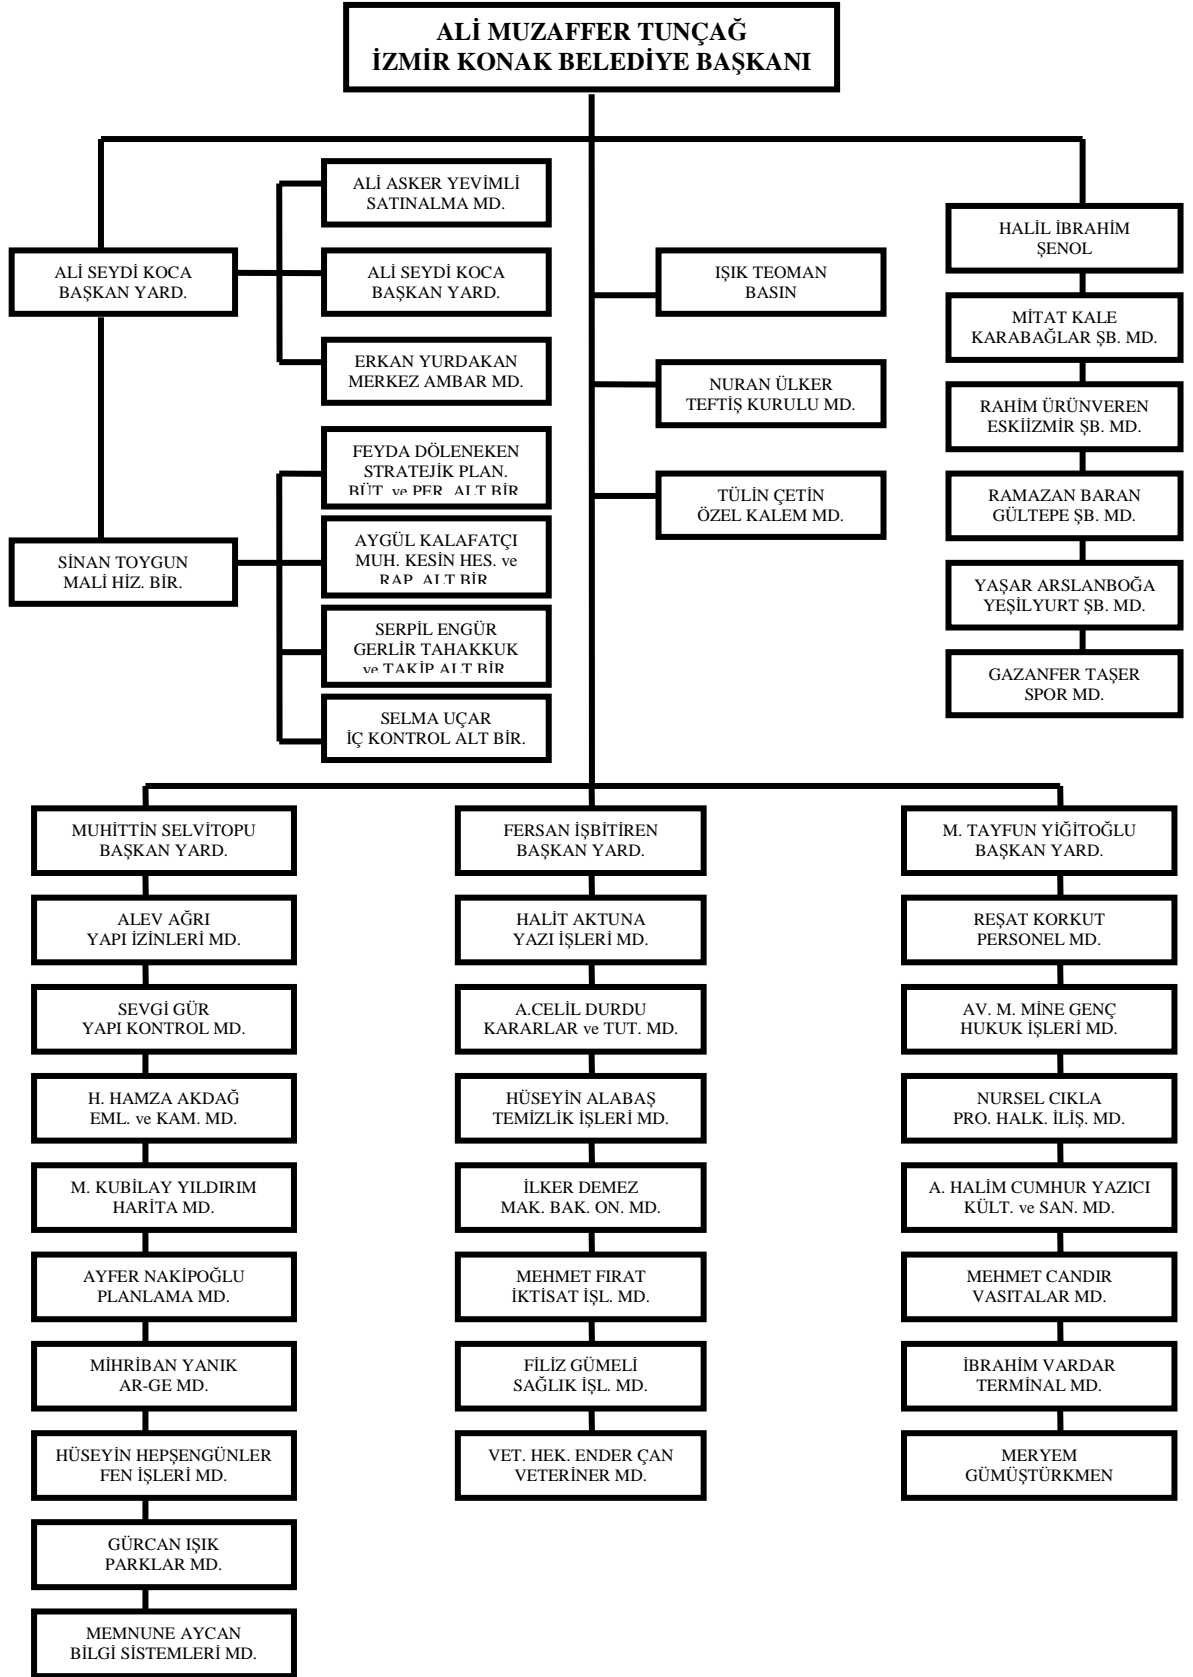 ALİ MUZAFFER TUNÇAĞ
İZMİR KONAK BELEDİYE BAŞKANI
ALİ SEYDİ KOCA
BAŞKAN YARD.
ALİ ASKER YEVİMLİ
SATINALMA MD.
ALİ SEYDİ KOCA
BAŞKAN YARD.
ERKAN YURDAKAN
MERKEZ AMBAR MD.
SİNAN TOYGUN
MALİ HİZ. BİR.
FEYDA DÖLENEKEN
STRATEJİK PLAN.
BÜT. ve PER. ALT BİR
AYGÜL KALAFATÇI
MUH. KESİN HES. ve
RAP. ALT BİR
SERPİL ENGÜR
GERLİR TAHAKKUK
ve TAKİP ALT BİR
SELMA UÇAR
İÇ KONTROL ALT BİR.
IŞIK TEOMAN
BASIN
NURAN ÜLKER
TEFTİŞ KURULU MD.
TÜLİN ÇETİN
ÖZEL KALEM MD.
HALİL İBRAHİM
ŞENOL
MİTAT KALE
KARABAĞLAR ŞB. MD.
RAHİM ÜRÜNVEREN
ESKİİZMİR ŞB. MD.
RAMAZAN BARAN
GÜLTEPE ŞB. MD.
YAŞAR ARSLANBOĞA
YEŞİLYURT ŞB. MD.
GAZANFER TAŞER
SPOR MD.
MUHİTTİN SELVİTOPU
BAŞKAN YARD.
ALEV AĞRI
YAPI İZİNLERİ MD.
SEVGİ GÜR
YAPI KONTROL MD.
H. HAMZA AKDAĞ
EML. ve KAM. MD.
M. KUBİLAY YILDIRIM
HARİTA MD.
AYFER NAKİPOĞLU
PLANLAMA MD.
MİHRİBAN YANIK
AR-GE MD.
HÜSEYİN HEPŞENGÜNLER
FEN İŞLERİ MD.
GÜRCAN IŞIK
PARKLAR MD.
MEMNUNE AYCAN
BİLGİ SİSTEMLERİ MD.
FERSAN İŞBİTİREN
BAŞKAN YARD.
HALİT AKTUNA
YAZI İŞLERİ MD.
A.CELİL DURDU
KARARLAR ve TUT. MD.
HÜSEYİN ALABAŞ
TEMİZLİK İŞLERİ MD.
İLKER DEMEZ
MAK. BAK. ON. MD.
MEHMET FIRAT
İKTİSAT İŞL. MD.
FİLİZ GÜMELİ
SAĞLIK İŞL. MD.
VET. HEK. ENDER ÇAN
VETERİNER MD.
M. TAYFUN YİĞİTOĞLU
BAŞKAN YARD.
REŞAT KORKUT
PERSONEL MD.
AV. M. MİNE GENÇ
HUKUK İŞLERİ MD.
NURSEL CIKLA
PRO. HALK. İLİŞ. MD.
A. HALİM CUMHUR YAZICI
KÜLT. ve SAN. MD.
MEHMET CANDIR
VASITALAR MD.
İBRAHİM VARDAR
TERMİNAL MD.
MERYEM
GÜMÜŞTÜRKMEN